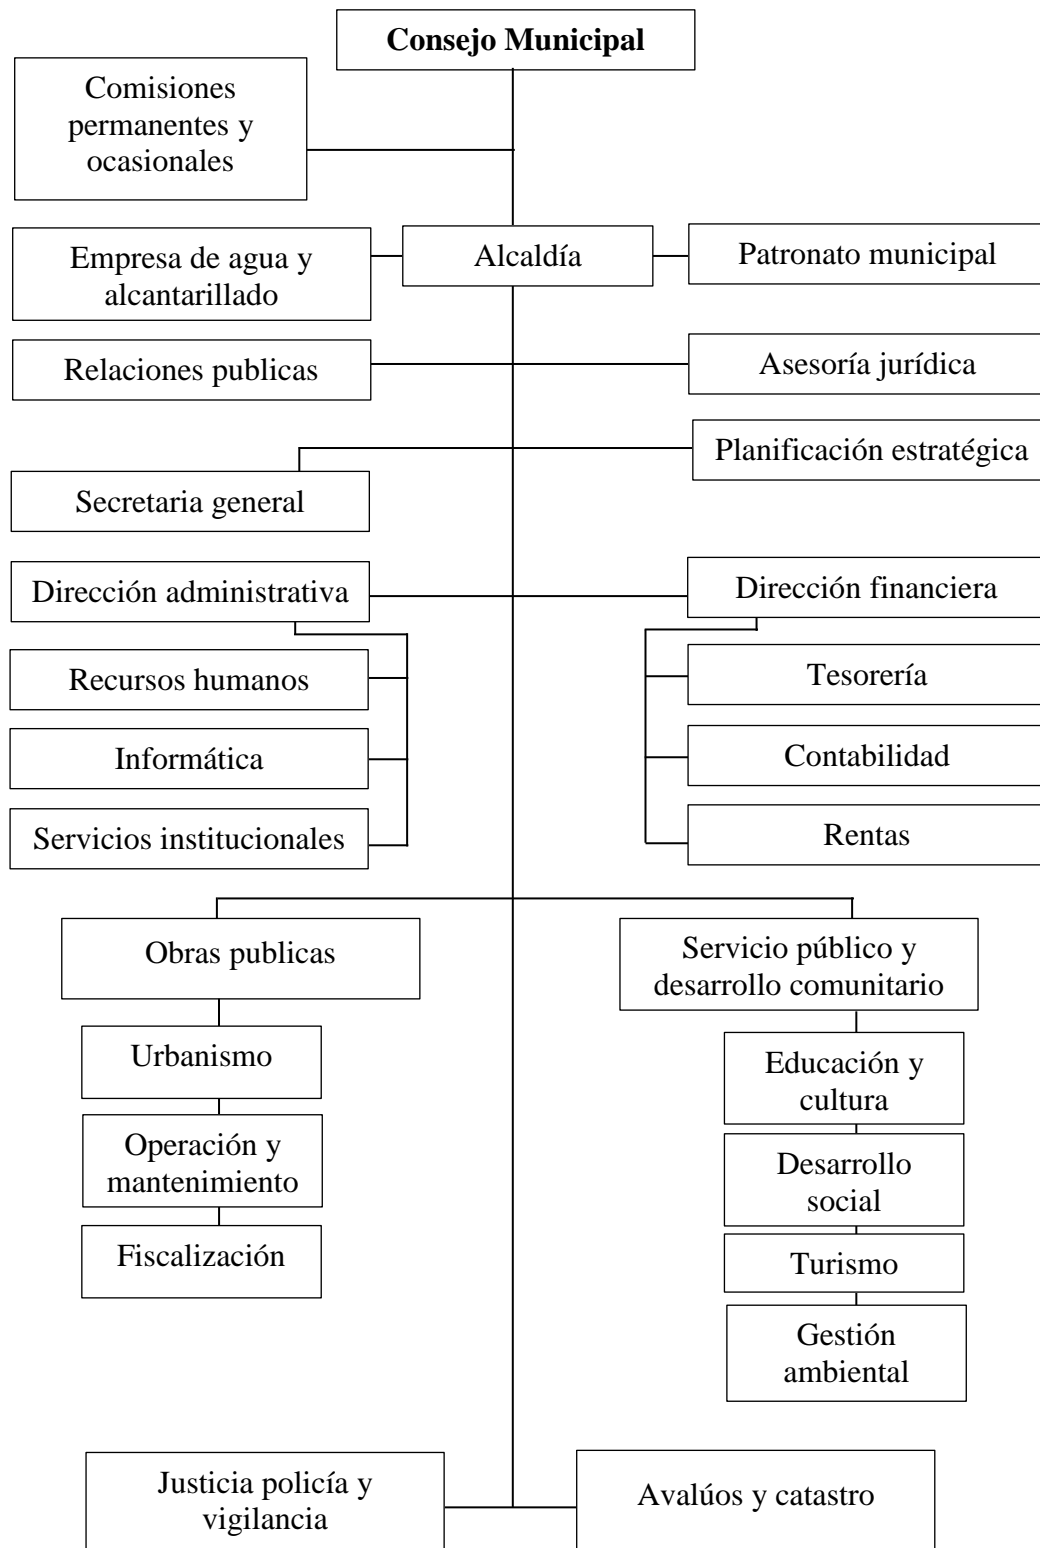 Consejo Municipal
Comisiones
permanentes y
ocasionales
Empresa de agua y
alcantarillado
Alcaldía
Patronato municipal
Relaciones publicas
Asesoría jurídica
Planificación estratégica
Secretaria general
Dirección administrativa
Dirección financiera
Recursos humanos
Tesorería
Informática
Contabilidad
Servicios institucionales
Rentas
Obras publicas
Servicio público y
desarrollo comunitario
Urbanismo
Educación y
cultura
Operación y
mantenimiento
Desarrollo
social
Fiscalización
Turismo
Gestión
ambiental
Justicia policía y
vigilancia
Avalúos y catastro